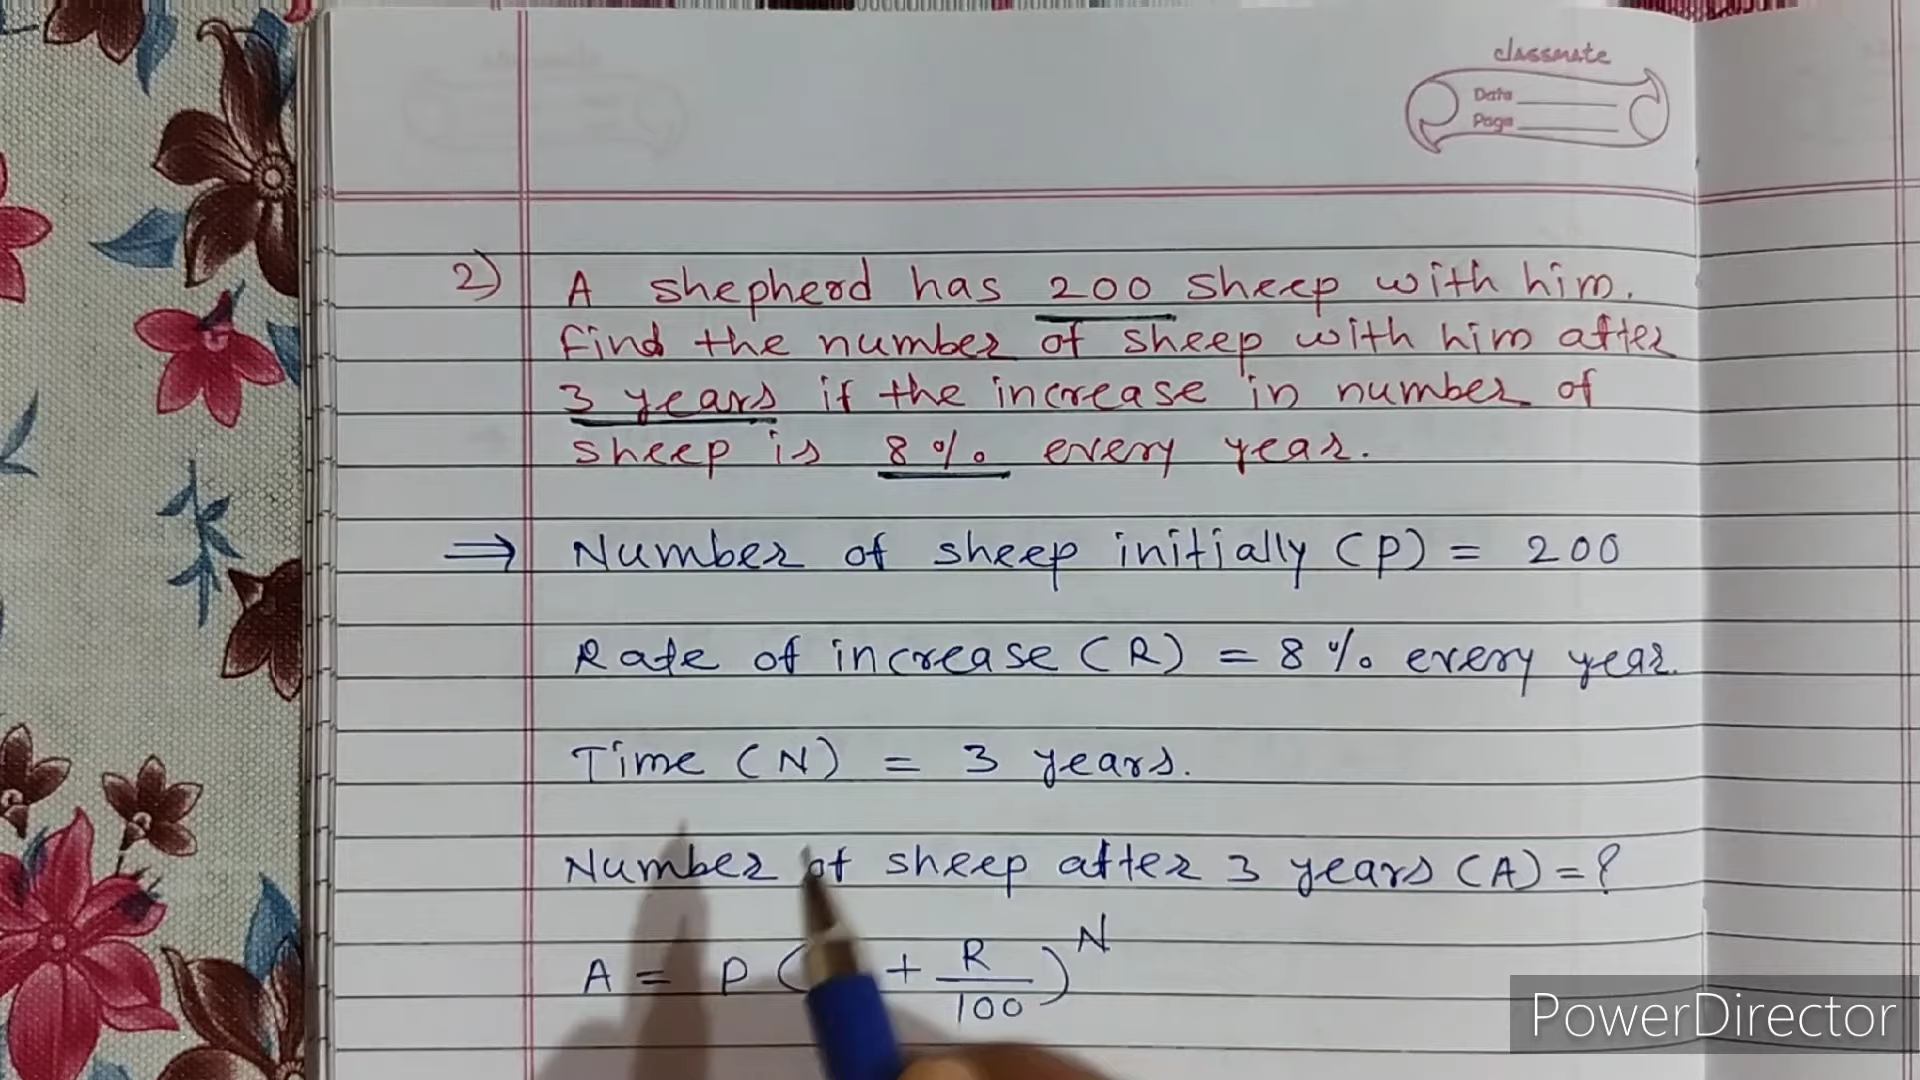 classmate
Date
Page
2) A shepherd has 200 sheep with him.
Find the number of sheep with him after
3 years if the increase in number of
sheep is 8% every year.
⇒ Number of sheep initially (P) = 200
Rate of increase (R) = 8% every year.
Time (N) = 3 years.
Number of sheep after 3 years (A) = ?
A = P ( + R/100 )^N
PowerDirector